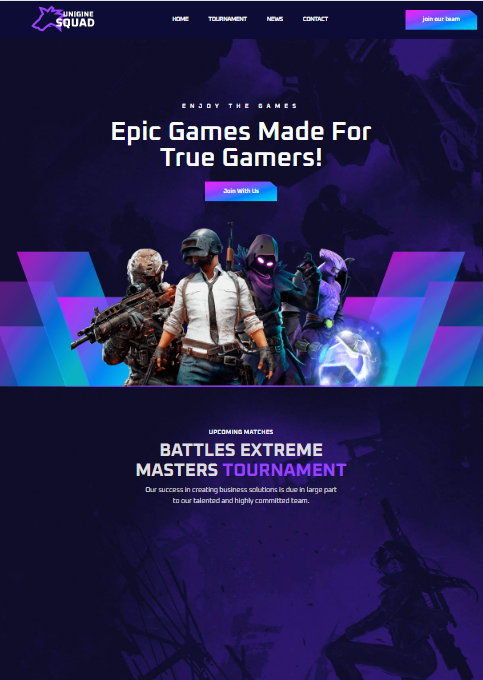 UNIGINE
SQUAD
HOME TOURNAMENT NEWS CONTACT
join our team
ENJOY THE GAMES
Epic Games Made For
True Gamers!
Join With Us
UPCOMING MATCHES
BATTLES EXTREME
MASTERS TOURNAMENT
Our success in creating business solutions is due in large part
to our talented and highly committed team.